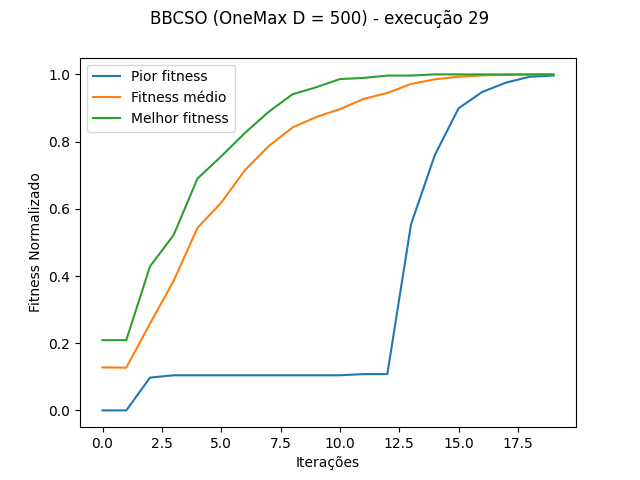 BBCSO (OneMax D = 500) - execução 29
Pior fitness
Fitness médio
Melhor fitness
Fitness Normalizado
1.0
0.8
0.6
0.4
0.2
0.0
0.0 2.5 5.0 7.5 10.0 12.5 15.0 17.5
Iterações